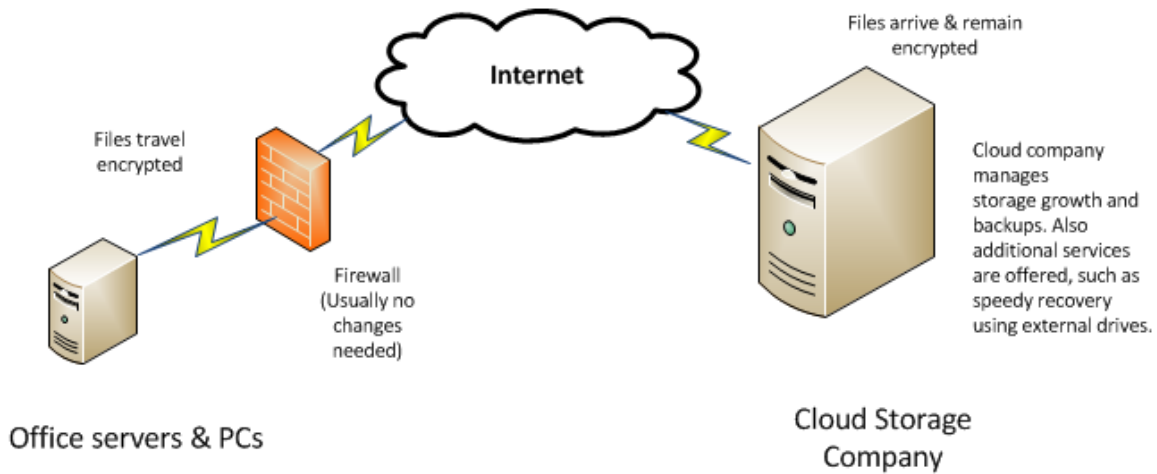 Files arrive & remain
encrypted
Internet
Files travel
encrypted
Cloud company
manages
storage growth and
backups. Also
additional services
are offered, such as
speedy recovery
using external drives.
Firewall
(Usually no
changes
needed)
Office servers & PCs
Cloud Storage
Company